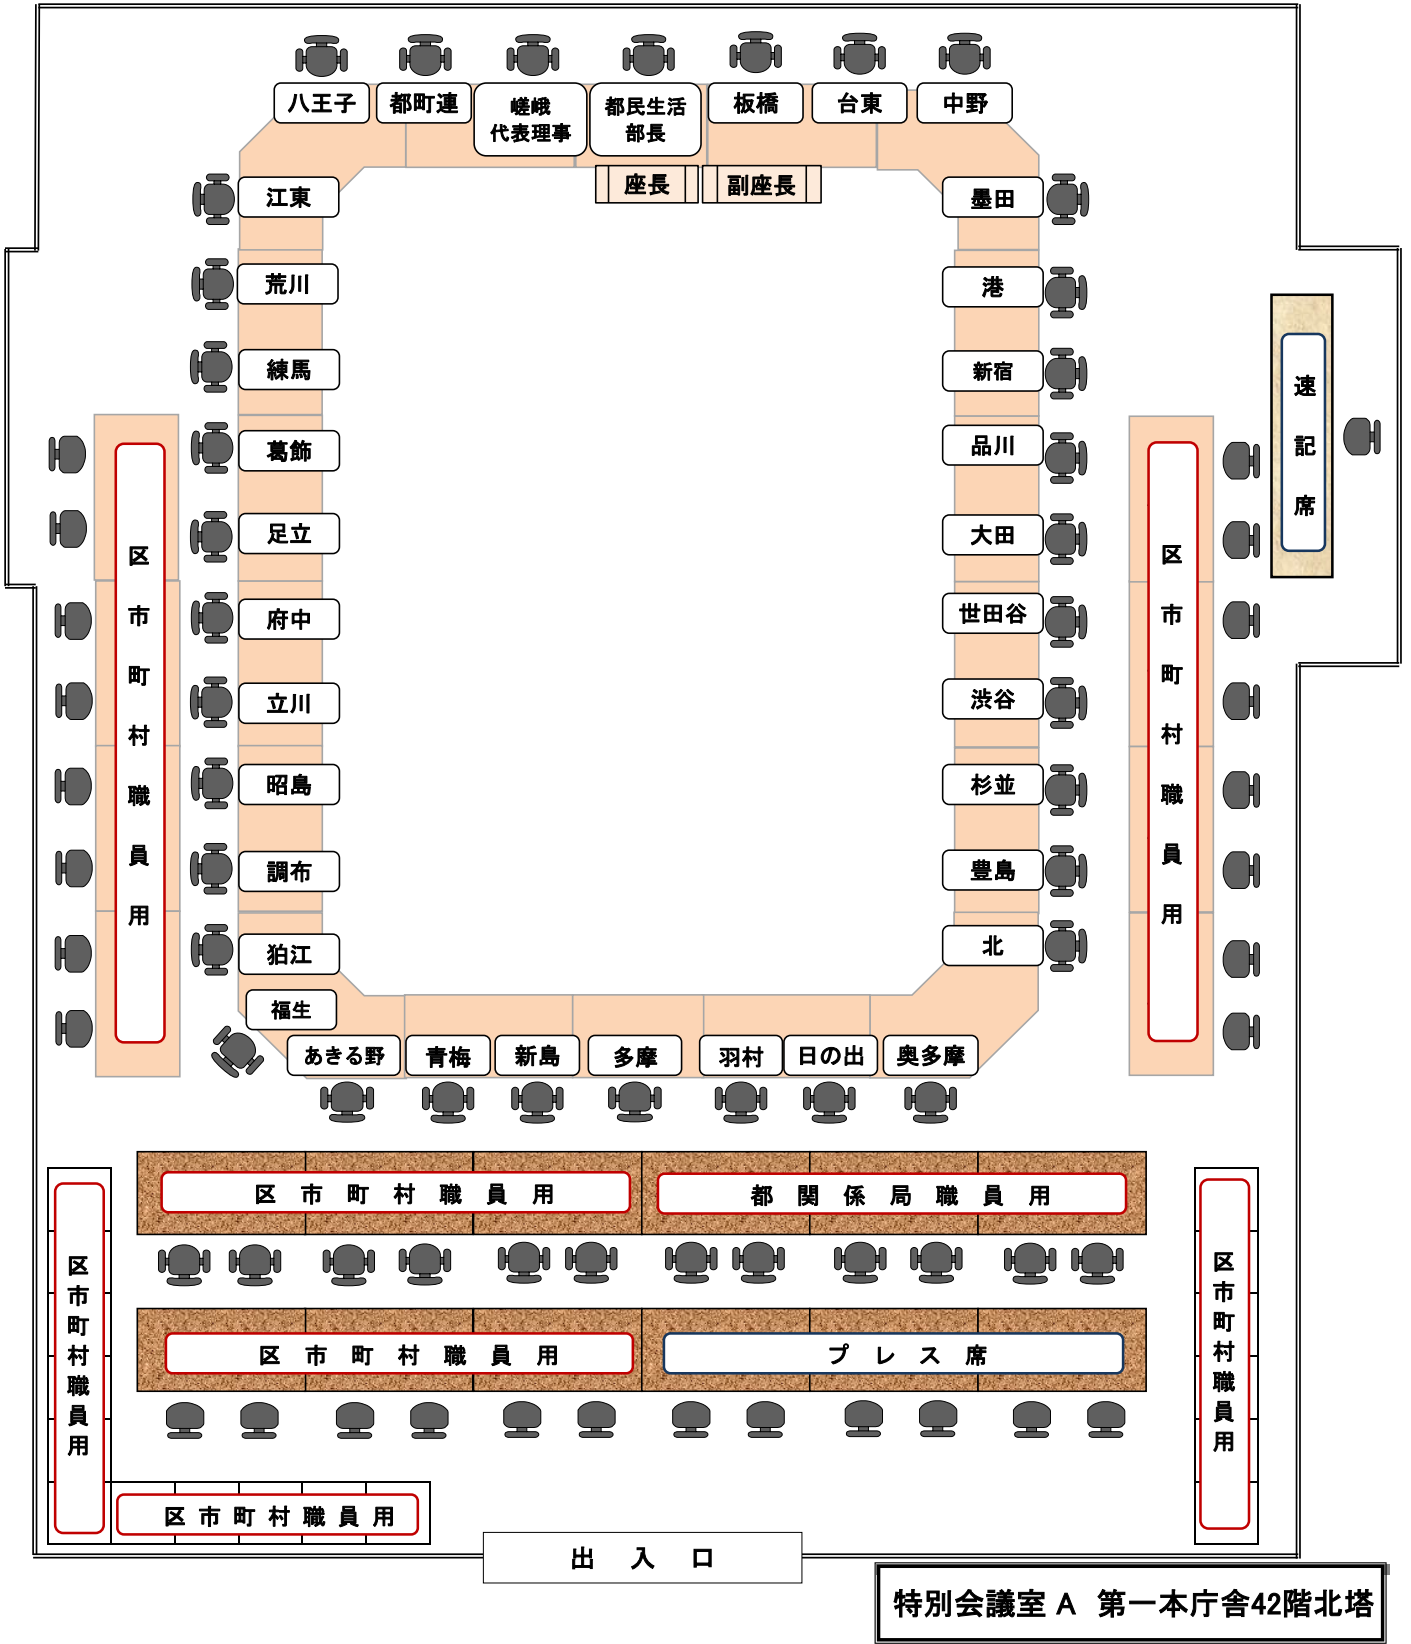 八王子
都町連
嵯峨
代表理事
都民生活
部長
板橋
台東
中野
座長
副座長
江東
荒川
練馬
葛飾
足立
府中
立川
昭島
調布
狛江
福生
墨田
港
新宿
品川
大田
世田谷
渋谷
杉並
豊島
北
あきる野
青梅
新島
多摩
羽村
日の出
奥多摩
区市町村職員用
区市町村職員用
速記席
区市町村職員用
都関係局職員用
区市町村職員用
プレス席
区市町村職員用
区市町村職員用
区市町村職員用
出入口
特別会議室 A 第一本庁舎42階北塔